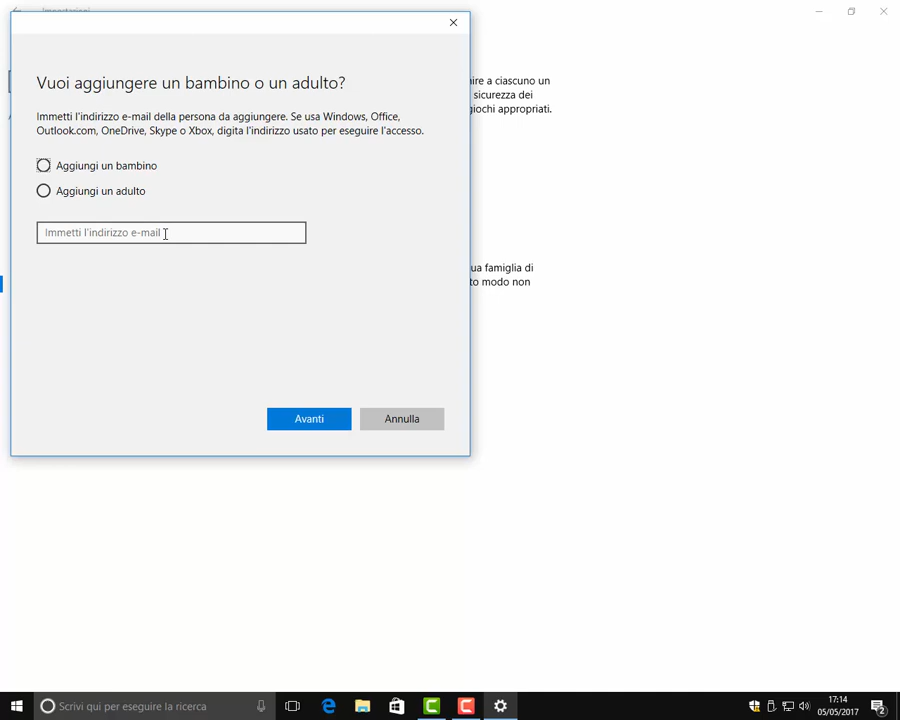 Impostazioni
Vuoi aggiungere un bambino o un adulto?
Immetti l'indirizzo e-mail della persona da aggiungere. Se usa Windows, Office,
Outlook.com, OneDrive, Skype o Xbox, digita l'indirizzo usato per eseguire l'accesso.
Aggiungi un bambino
Aggiungi un adulto
Immetti l'indirizzo e-mail
Avanti
Annulla
a ciascuno un
sicurezza dei
giochi appropriati.
famiglia di
modo non
Scrivi qui per eseguire la ricerca
17:14
05/05/2017
2